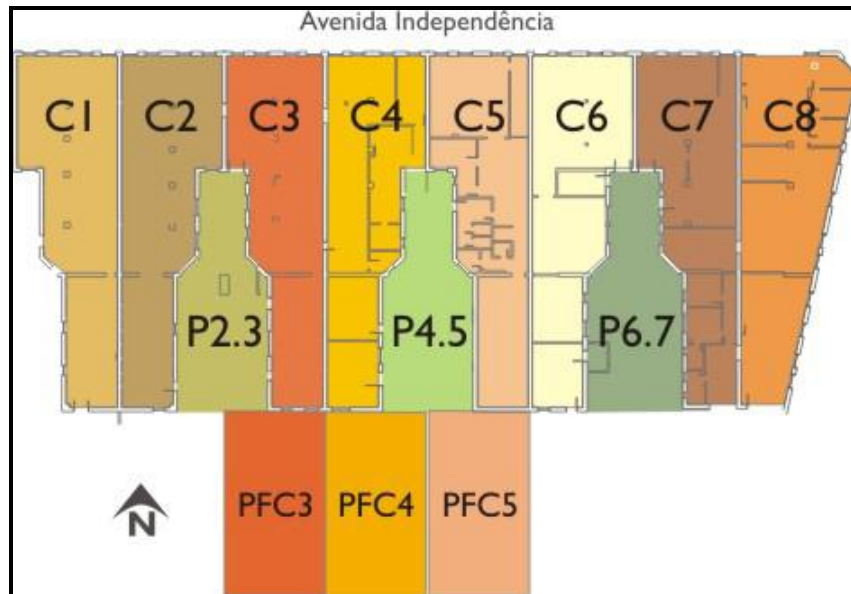 Avenida Independência
C1 C2 C3 C4 C5 C6 C7 C8
P2.3 P4.5 P6.7
PFC3 PFC4 PFC5
N